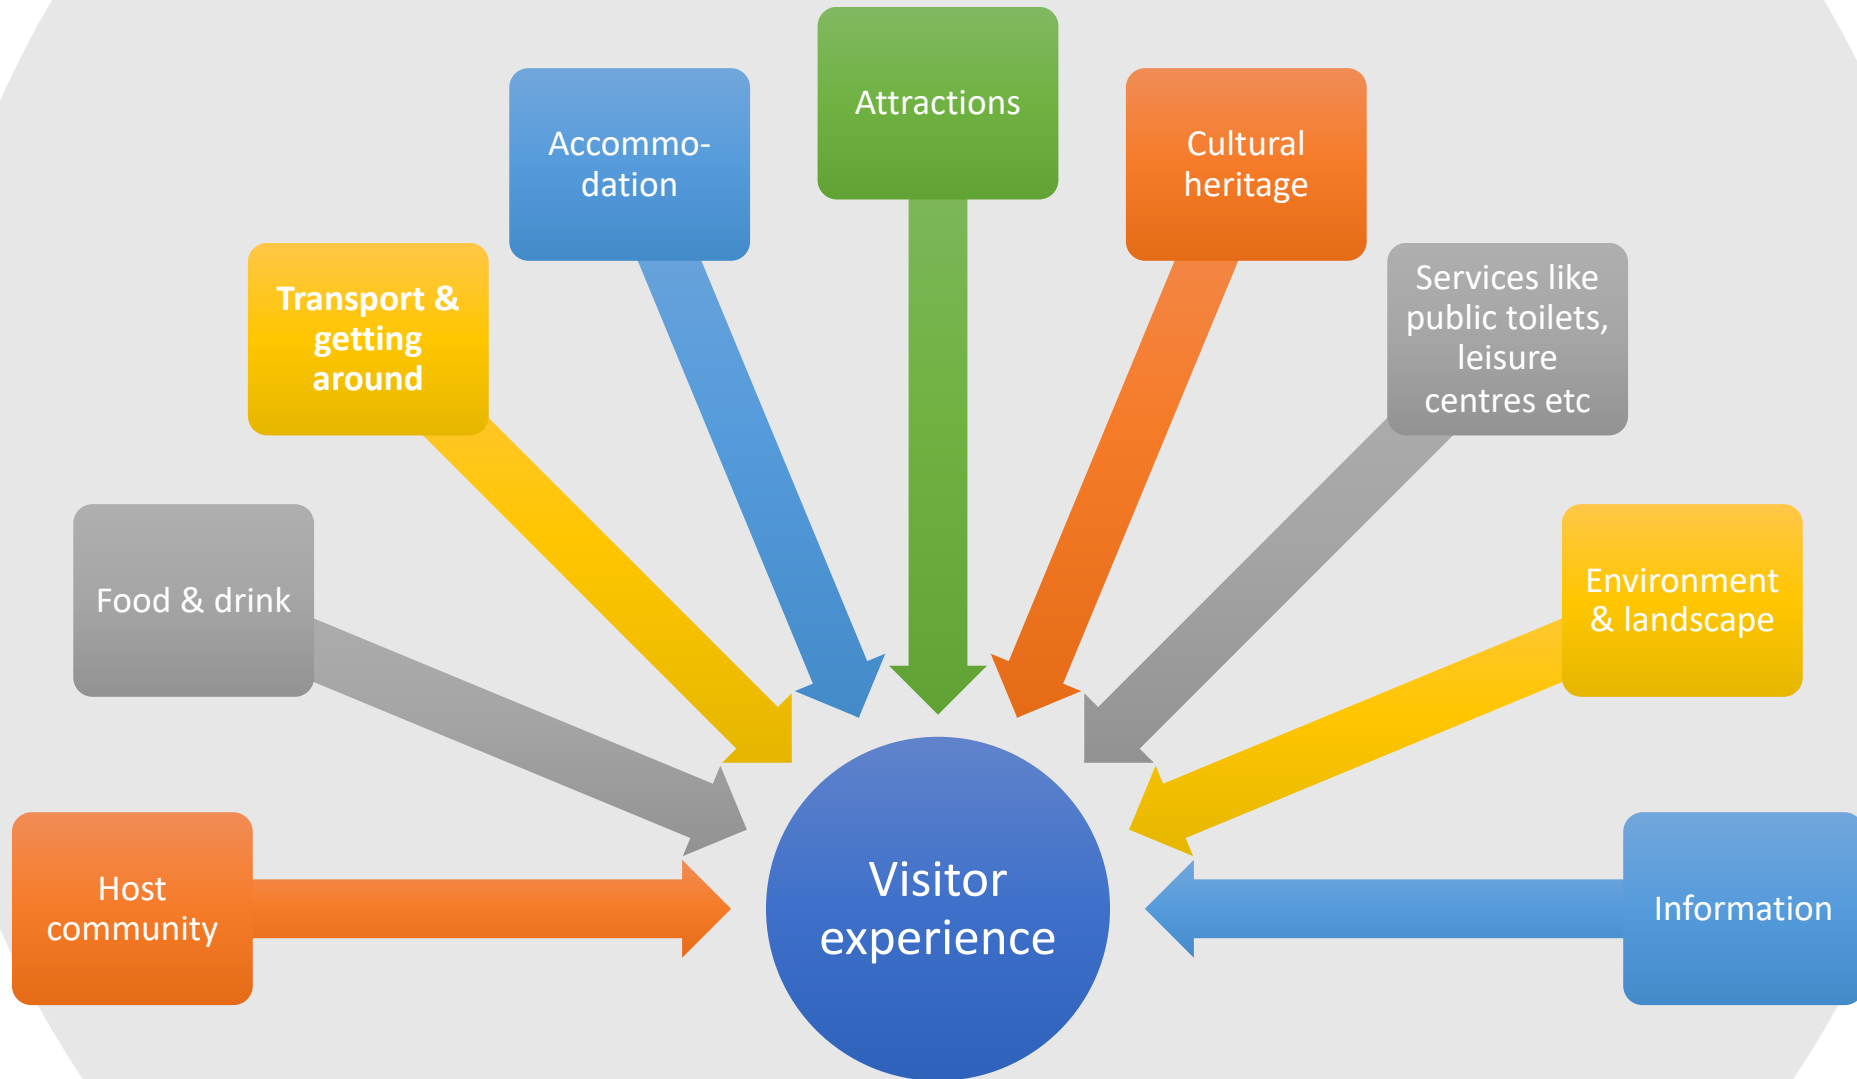 Attractions
Accommo-
dation
Cultural
heritage
Transport &
getting
around
Services like
public toilets,
leisure
centres etc
Food & drink
Environment
& landscape
Host
community
Visitor
experience
Information